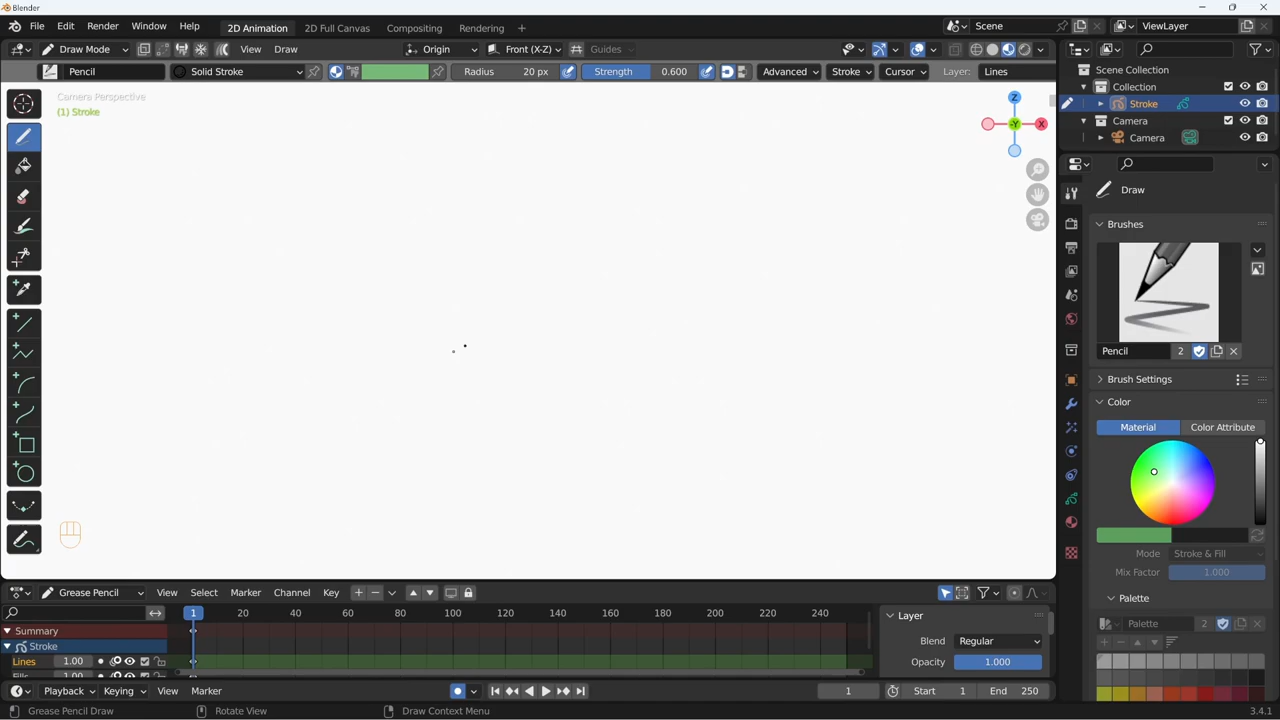 Blender
File Edit Render Window Help 2D Animation 2D Full Canvas Compositing Rendering + Scene ViewLayer
Draw Mode View Draw Origin Front (X-Z) Guides
Pencil Solid Stroke Radius 20 px Strength 0.600 Advanced Stroke Cursor Layer: Lines
Camera Perspective
(1) Stroke
Z
-Y
X
Scene Collection
Collection
Stroke
Camera
Camera
Draw
Brushes
Pencil 2
Brush Settings
Color
Material Color Attribute
Mode Stroke & Fill
Mix Factor 1.000
Palette
Palette 2
Grease Pencil View Select Marker Channel Key
1 20 40 60 80 100 120 140 160 180 200 220 240
Summary
Stroke
Lines 1.00
Layer
Blend Regular
Opacity 1.000
Playback Keying View Marker 1 Start 1 End 250
Grease Pencil Draw Rotate View Draw Context Menu 3.4.1